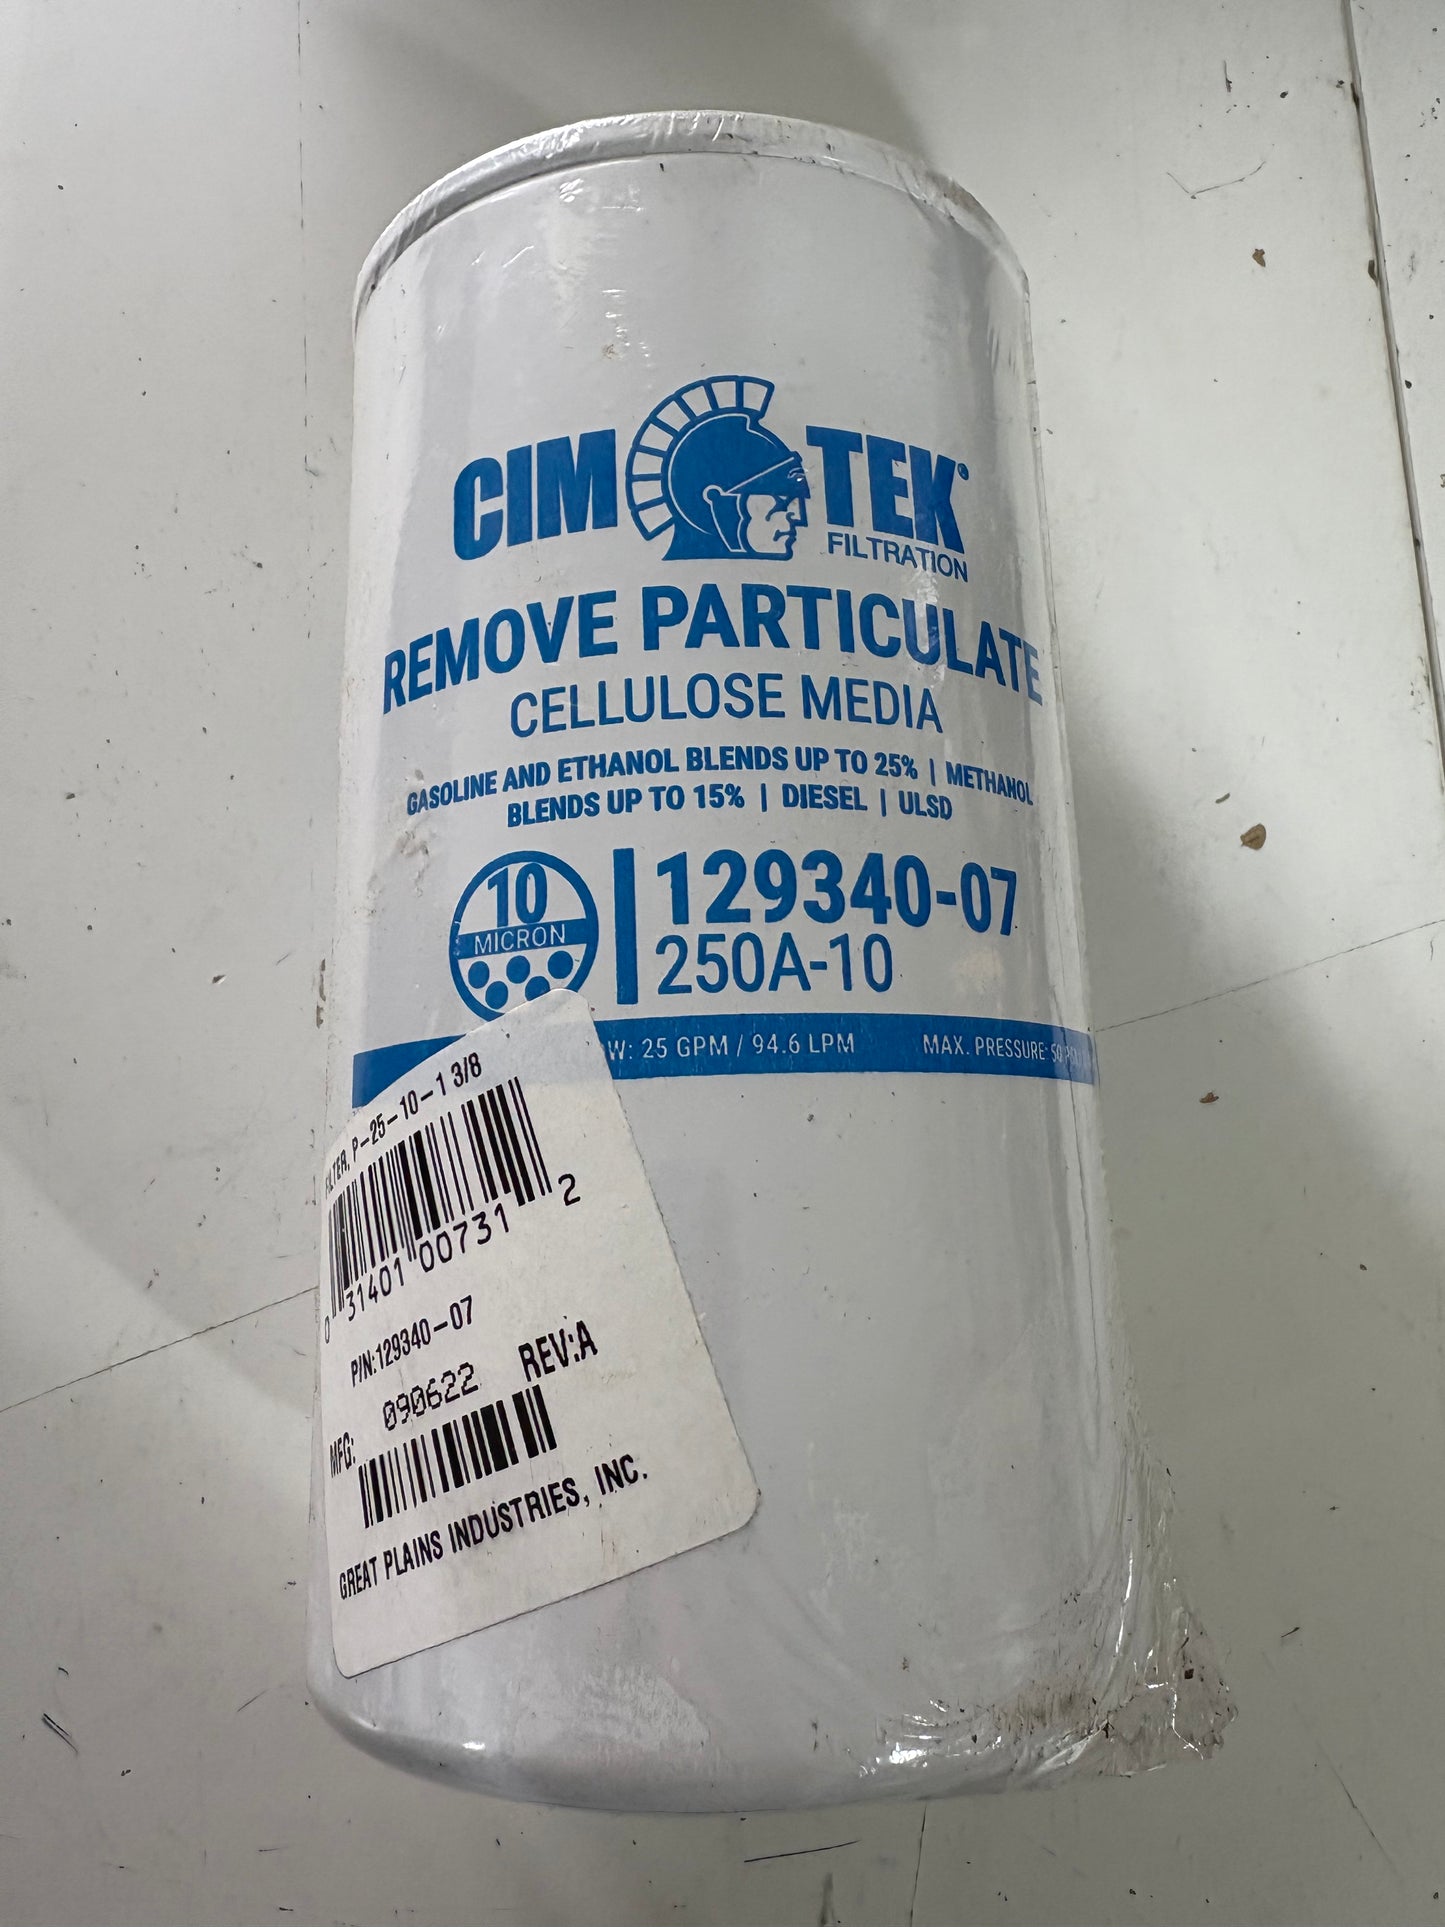 CIM TEK®
FILTRATION
REMOVE PARTICULATE
CELLULOSE MEDIA
GASOLINE AND ETHANOL BLENDS UP TO 25% | METHANOL
BLENDS UP TO 15% | DIESEL | ULSD
10
MICRON
129340-07
250A-10
25 GPM / 94.6 LPM MAX. PRESSURE:
FILTER, P-25-10-1 3/8
0 31401 00731 2
P/N:129340-07
MFG: 090622 REV:A
GREAT PLAINS INDUSTRIES, INC.